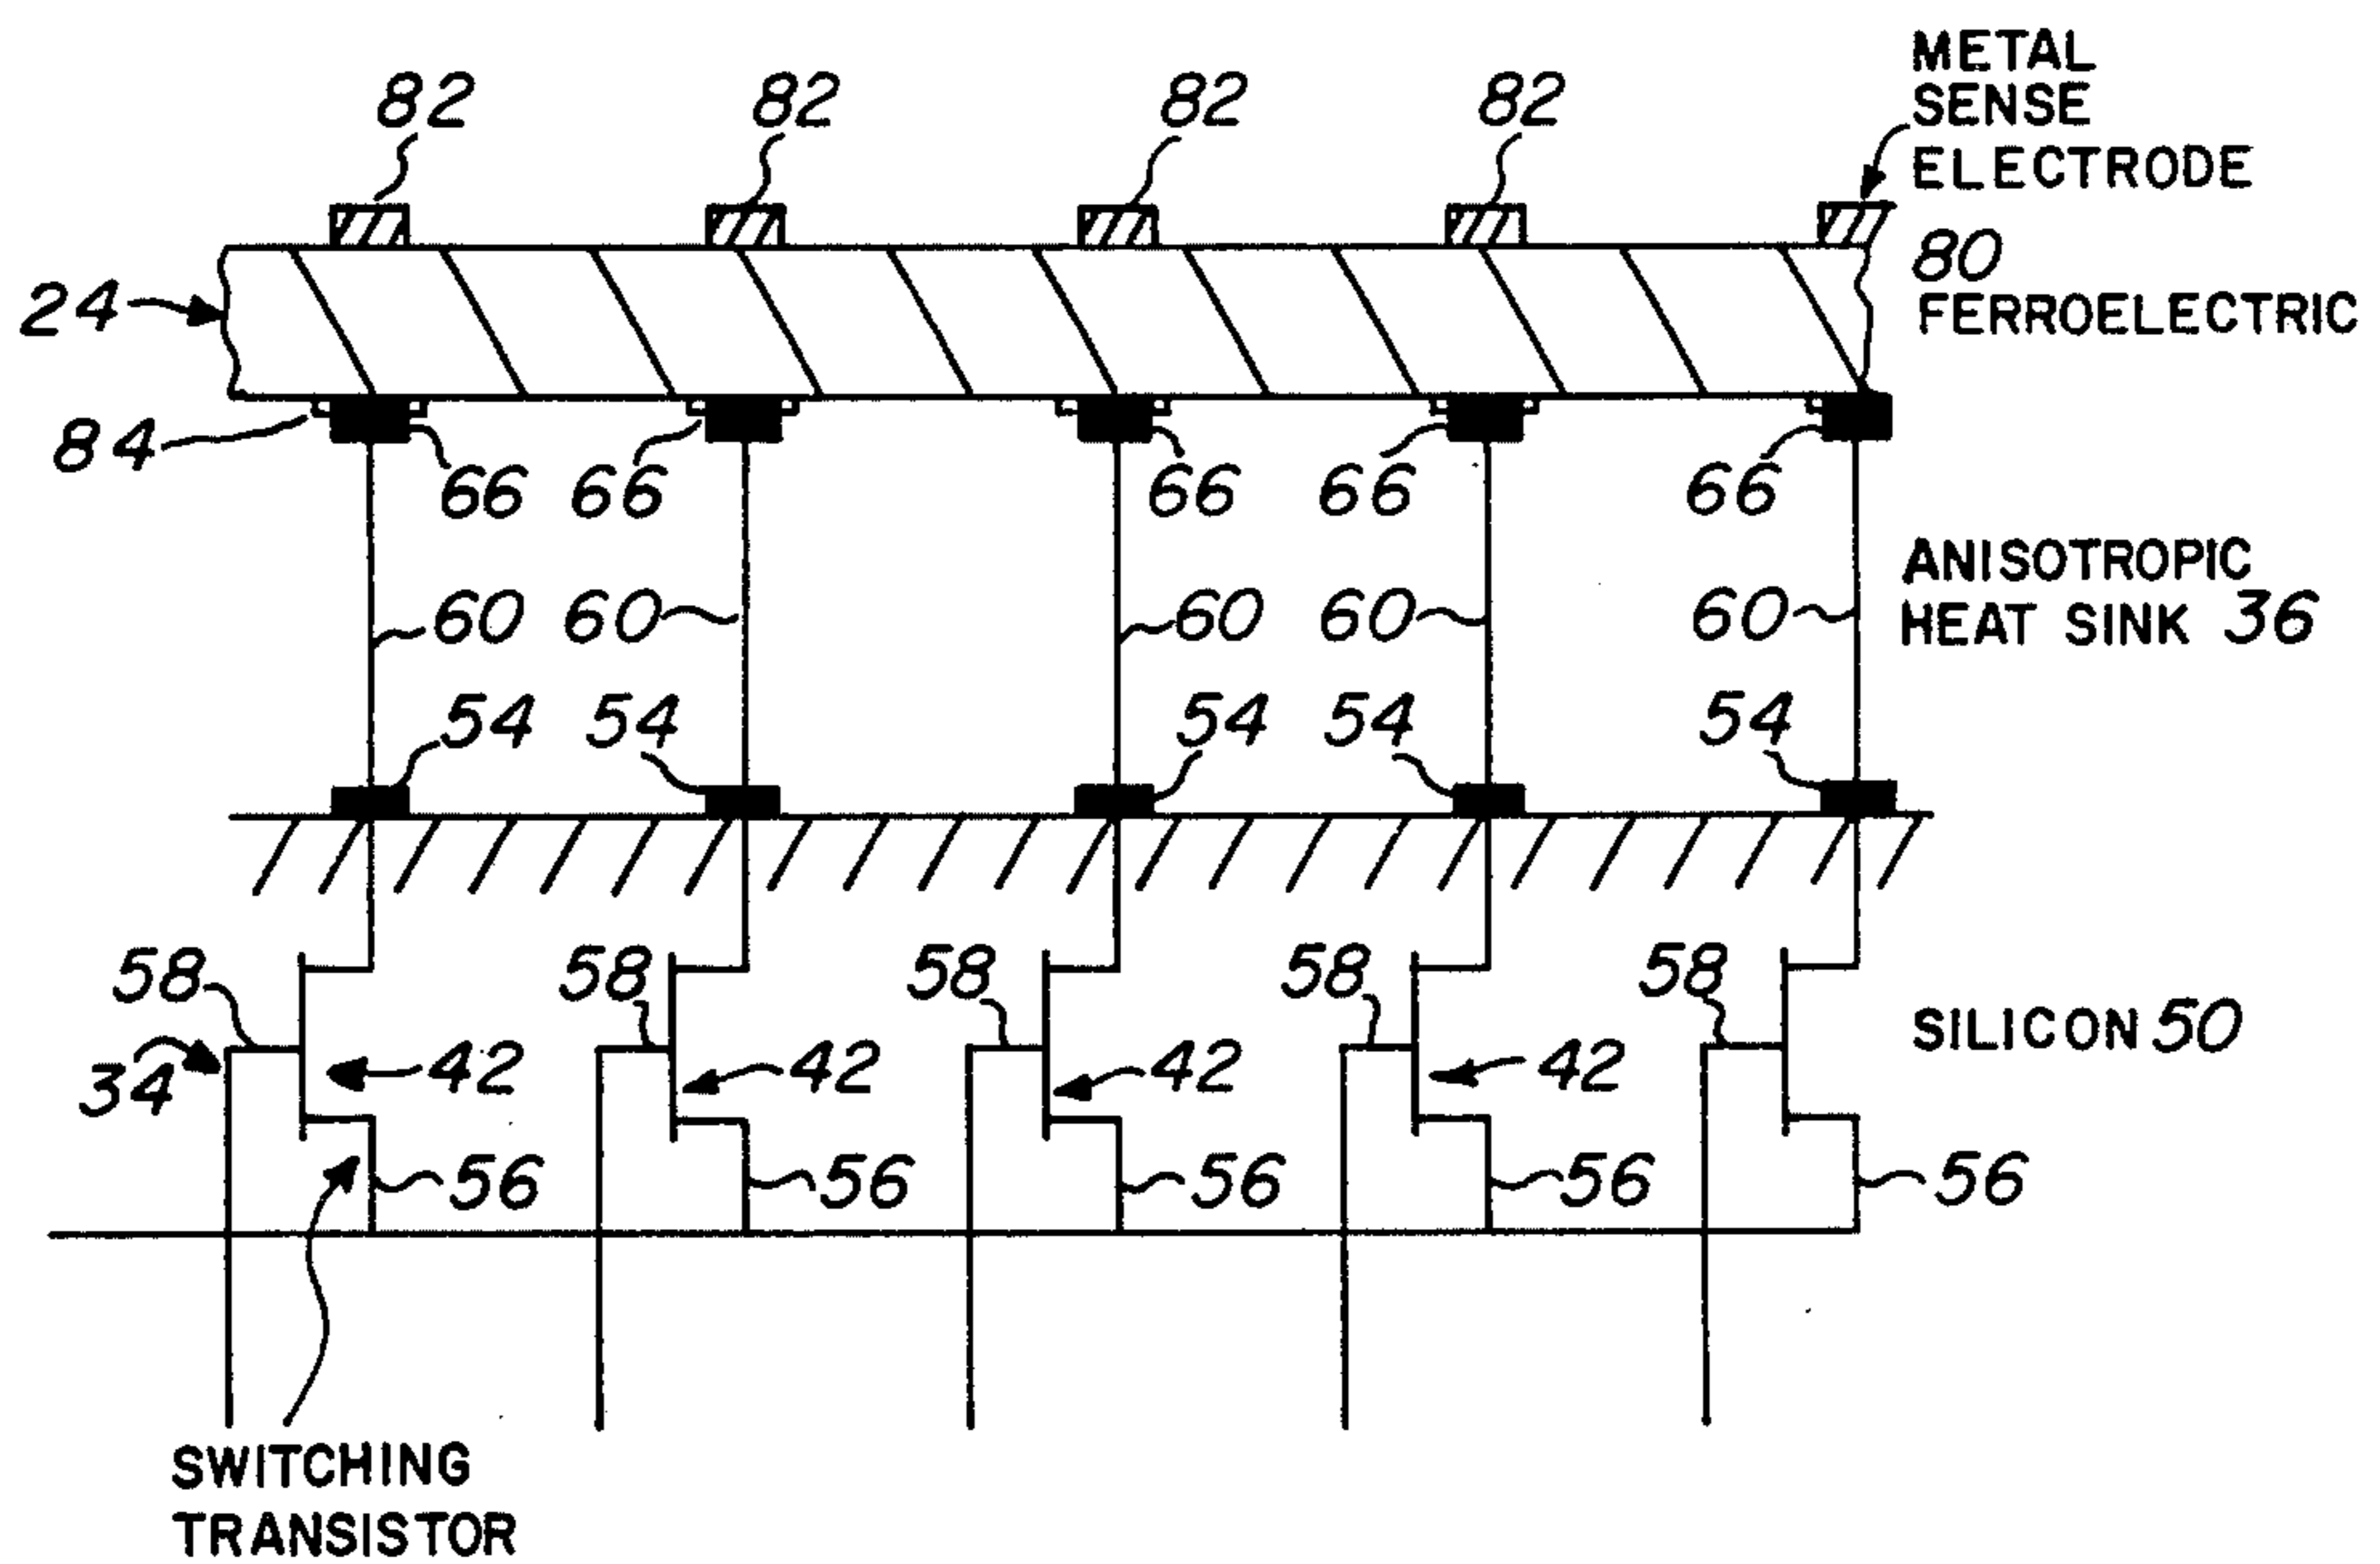 METAL
SENSE
ELECTRODE
82 82 82 82
80
FERROELECTRIC
24
84
66 66 66 66 66
ANISOTROPIC
HEAT SINK 36
60 60 60 60 60
54 54 54 54 54
58 58 58 58 58
SILICON 50
34
42 42 42 42
56 56 56 56 56
SWITCHING
TRANSISTOR